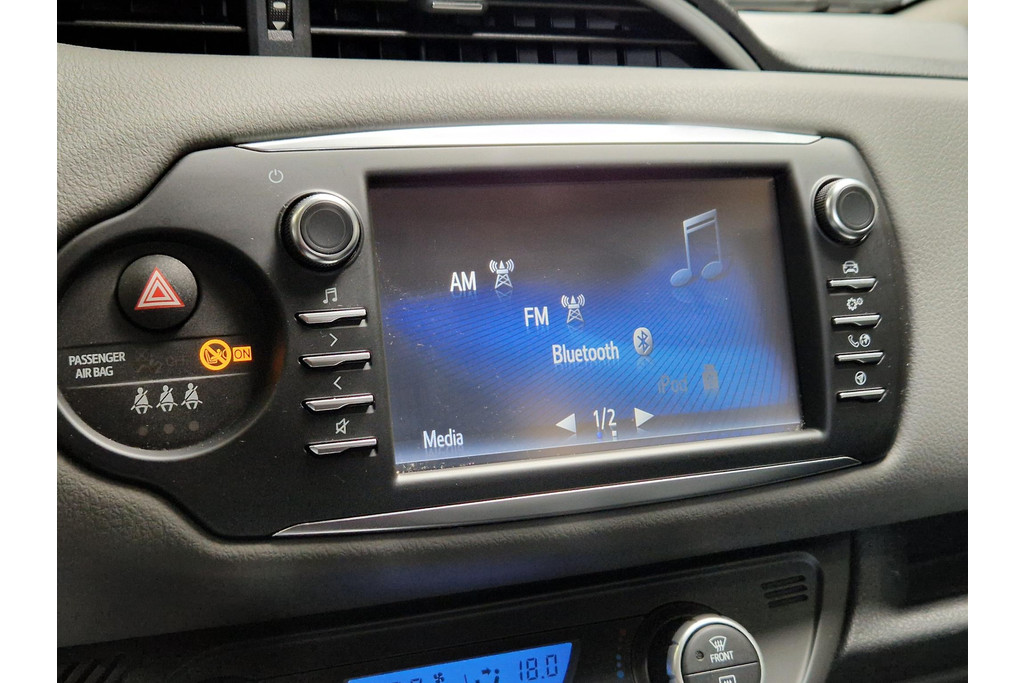 AM
FM
Bluetooth
iPod
1/2
Media
PASSENGER
AIR BAG
ON
18.0
FRONT